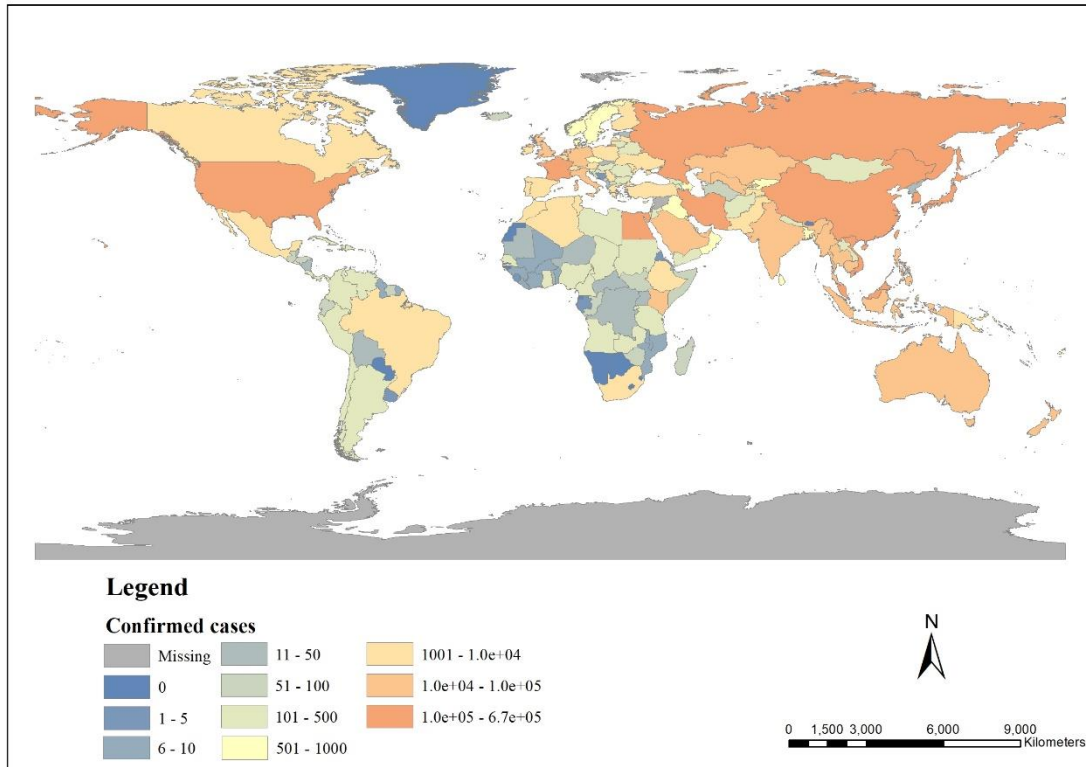 Legend
Confirmed cases
Missing
0
1 - 5
6 - 10
11 - 50
51 - 100
101 - 500
501 - 1000
1001 - 1.0e+04
1.0e+04 - 1.0e+05
1.0e+05 - 6.7e+05
N
0 1,500 3,000 6,000 9,000
Kilometers